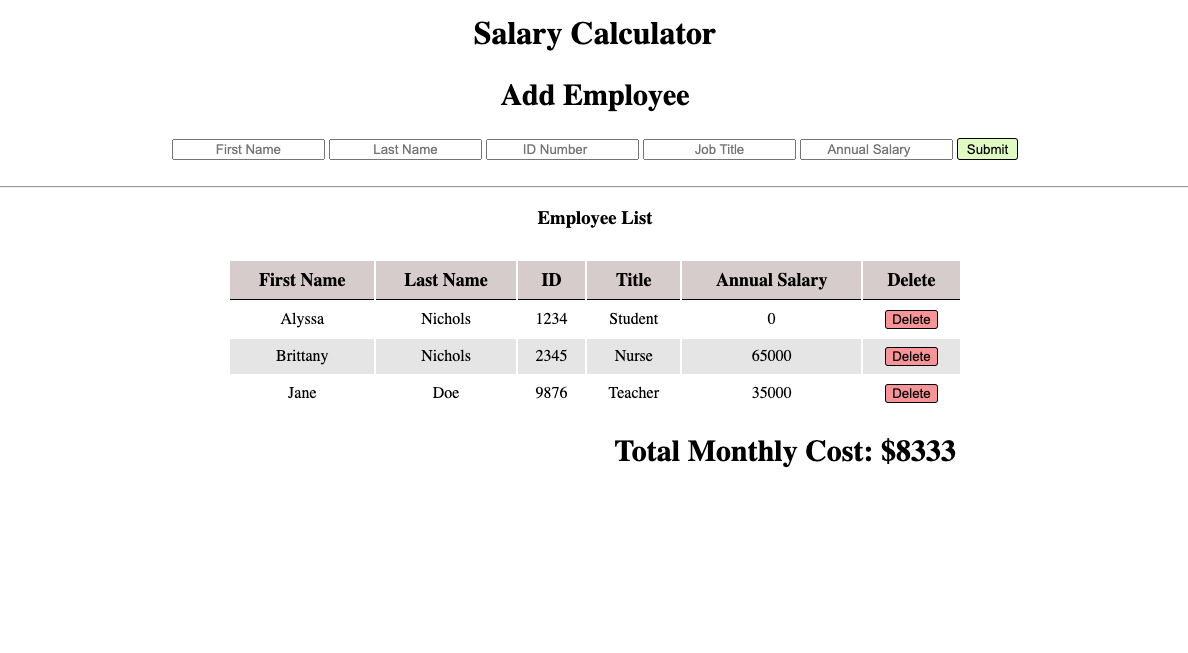 Salary Calculator
Add Employee
First Name Last Name ID Number Job Title Annual Salary Submit
Employee List
First Name Last Name ID Title Annual Salary Delete
Alyssa Nichols 1234 Student 0 Delete
Brittany Nichols 2345 Nurse 65000 Delete
Jane Doe 9876 Teacher 35000 Delete
Total Monthly Cost: $8333